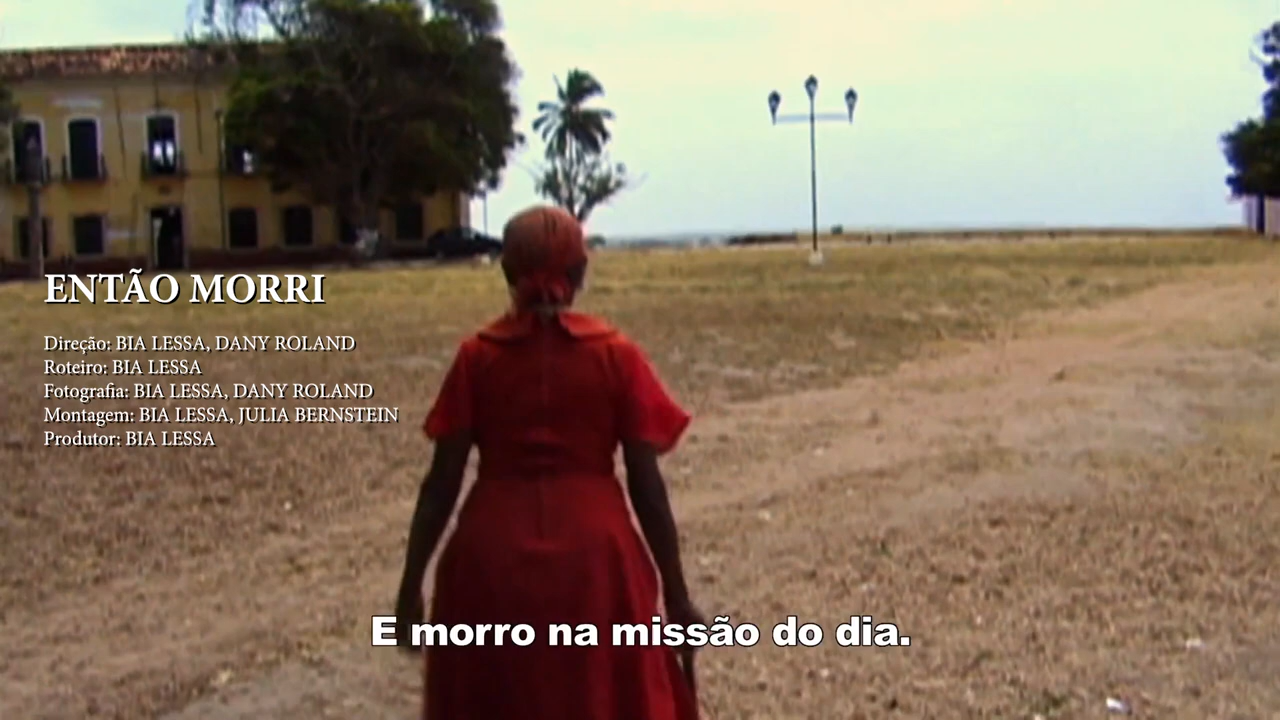 ENTÃO MORRI
Direção: BIA LESSA, DANY ROLAND
Roteiro: BIA LESSA
Fotografia: BIA LESSA, DANY ROLAND
Montagem: BIA LESSA, JULIA BERNSTEIN
Produtor: BIA LESSA
E morro na missão do dia.